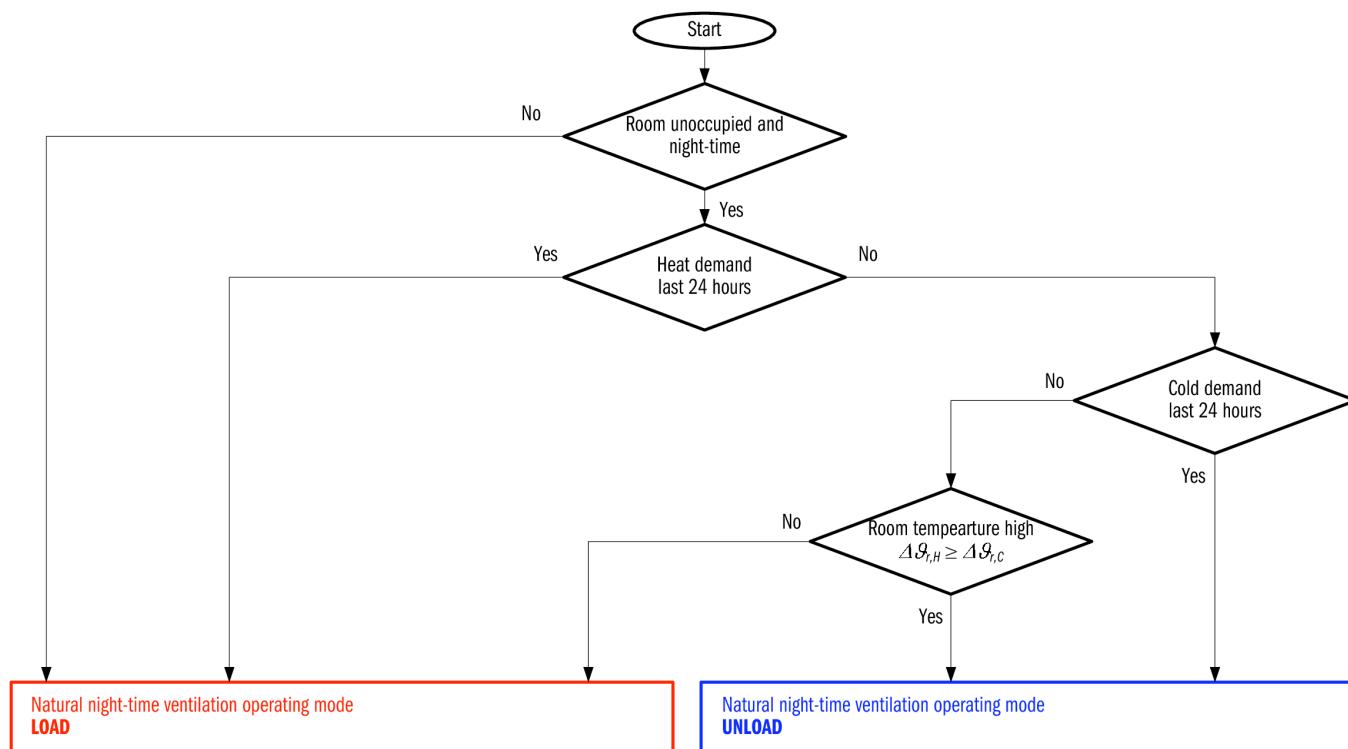 Start
No
Room unoccupied and
night-time
Yes
Yes
Heat demand
last 24 hours
No
No
Cold demand
last 24 hours
Yes
No
Room tempearture high
Δϑr,H ≥ Δϑr,C
Yes
Natural night-time ventilation operating mode
LOAD
Natural night-time ventilation operating mode
UNLOAD